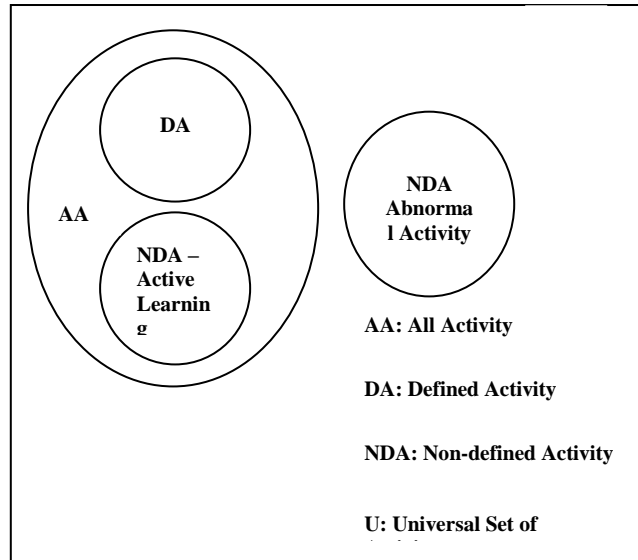 DA
AA
NDA –
Active
Learnin
g
NDA
Abnorma
l Activity
AA: All Activity
DA: Defined Activity
NDA: Non-defined Activity
U: Universal Set of